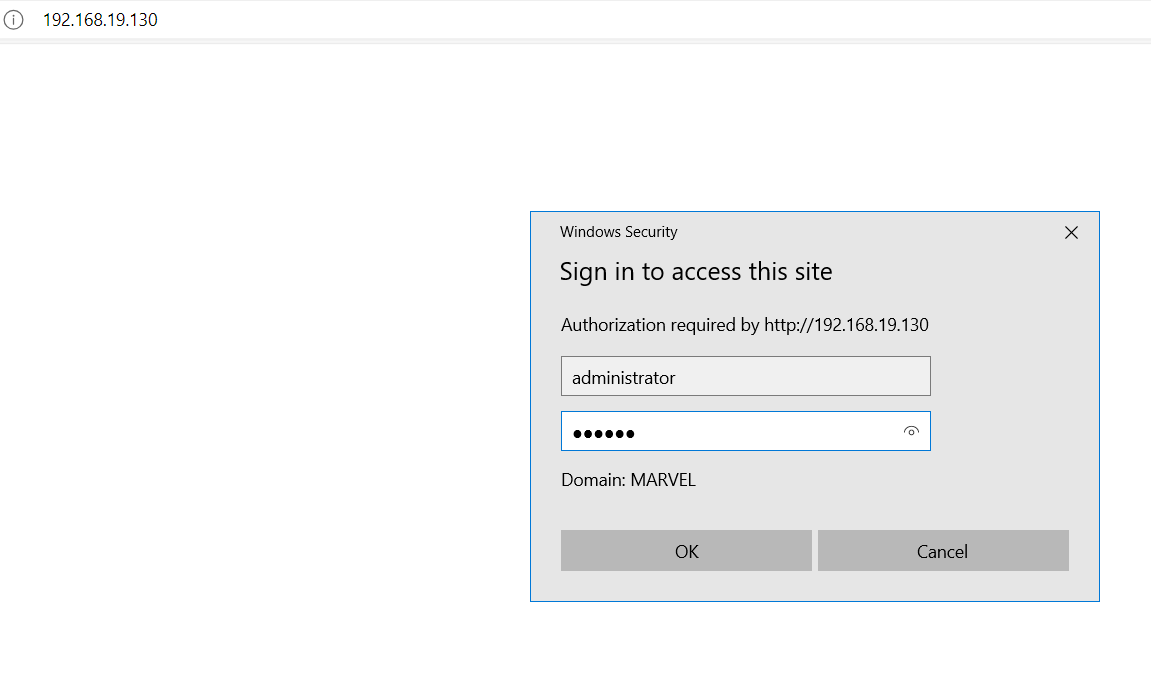 192.168.19.130
Windows Security
Sign in to access this site
Authorization required by http://192.168.19.130
administrator
●●●●●●
Domain: MARVEL
OK
Cancel